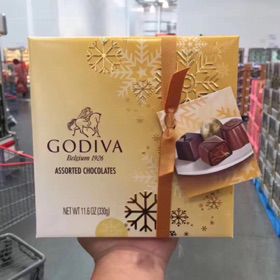 GODIVA
Belgium 1926
ASSORTED CHOCOLATES
NET WT 11.6 OZ (330g)